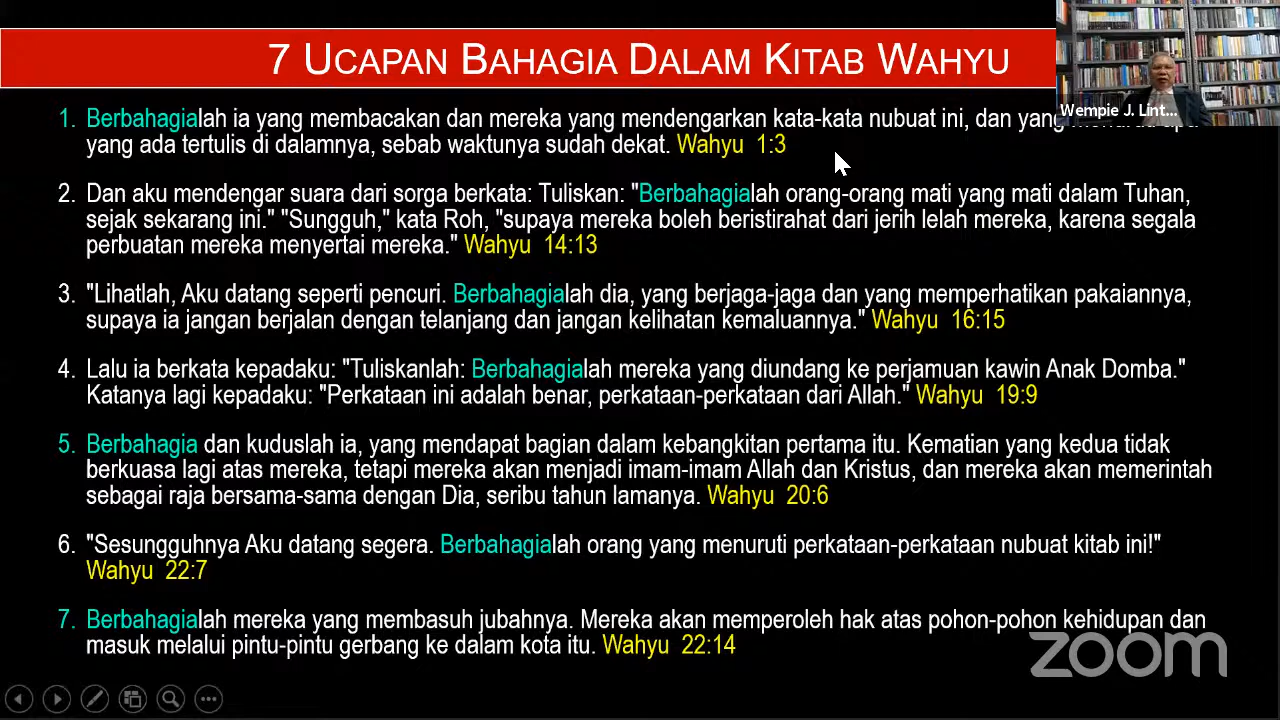 7 UCAPAN BAHAGIA DALAM KITAB WAHYU
Wempie J. Lint...
1. Berbahagialah ia yang membacakan dan mereka yang mendengarkan kata-kata nubuat ini, dan yang
yang ada tertulis di dalamnya, sebab waktunya sudah dekat. Wahyu 1:3
2. Dan aku mendengar suara dari sorga berkata: Tuliskan: "Berbahagialah orang-orang mati yang mati dalam Tuhan,
sejak sekarang ini." "Sungguh," kata Roh, "supaya mereka boleh beristirahat dari jerih lelah mereka, karena segala
perbuatan mereka menyertai mereka." Wahyu 14:13
3. "Lihatlah, Aku datang seperti pencuri. Berbahagialah dia, yang berjaga-jaga dan yang memperhatikan pakaiannya,
supaya ia jangan berjalan dengan telanjang dan jangan kelihatan kemaluannya." Wahyu 16:15
4. Lalu ia berkata kepadaku: "Tuliskanlah: Berbahagialah mereka yang diundang ke perjamuan kawin Anak Domba."
Katanya lagi kepadaku: "Perkataan ini adalah benar, perkataan-perkataan dari Allah." Wahyu 19:9
5. Berbahagia dan kuduslah ia, yang mendapat bagian dalam kebangkitan pertama itu. Kematian yang kedua tidak
berkuasa lagi atas mereka, tetapi mereka akan menjadi imam-imam Allah dan Kristus, dan mereka akan memerintah
sebagai raja bersama-sama dengan Dia, seribu tahun lamanya. Wahyu 20:6
6. "Sesungguhnya Aku datang segera. Berbahagialah orang yang menuruti perkataan-perkataan nubuat kitab ini!"
Wahyu 22:7
7. Berbahagialah mereka yang membasuh jubahnya. Mereka akan memperoleh hak atas pohon-pohon kehidupan dan
masuk melalui pintu-pintu gerbang ke dalam kota itu. Wahyu 22:14
zoom